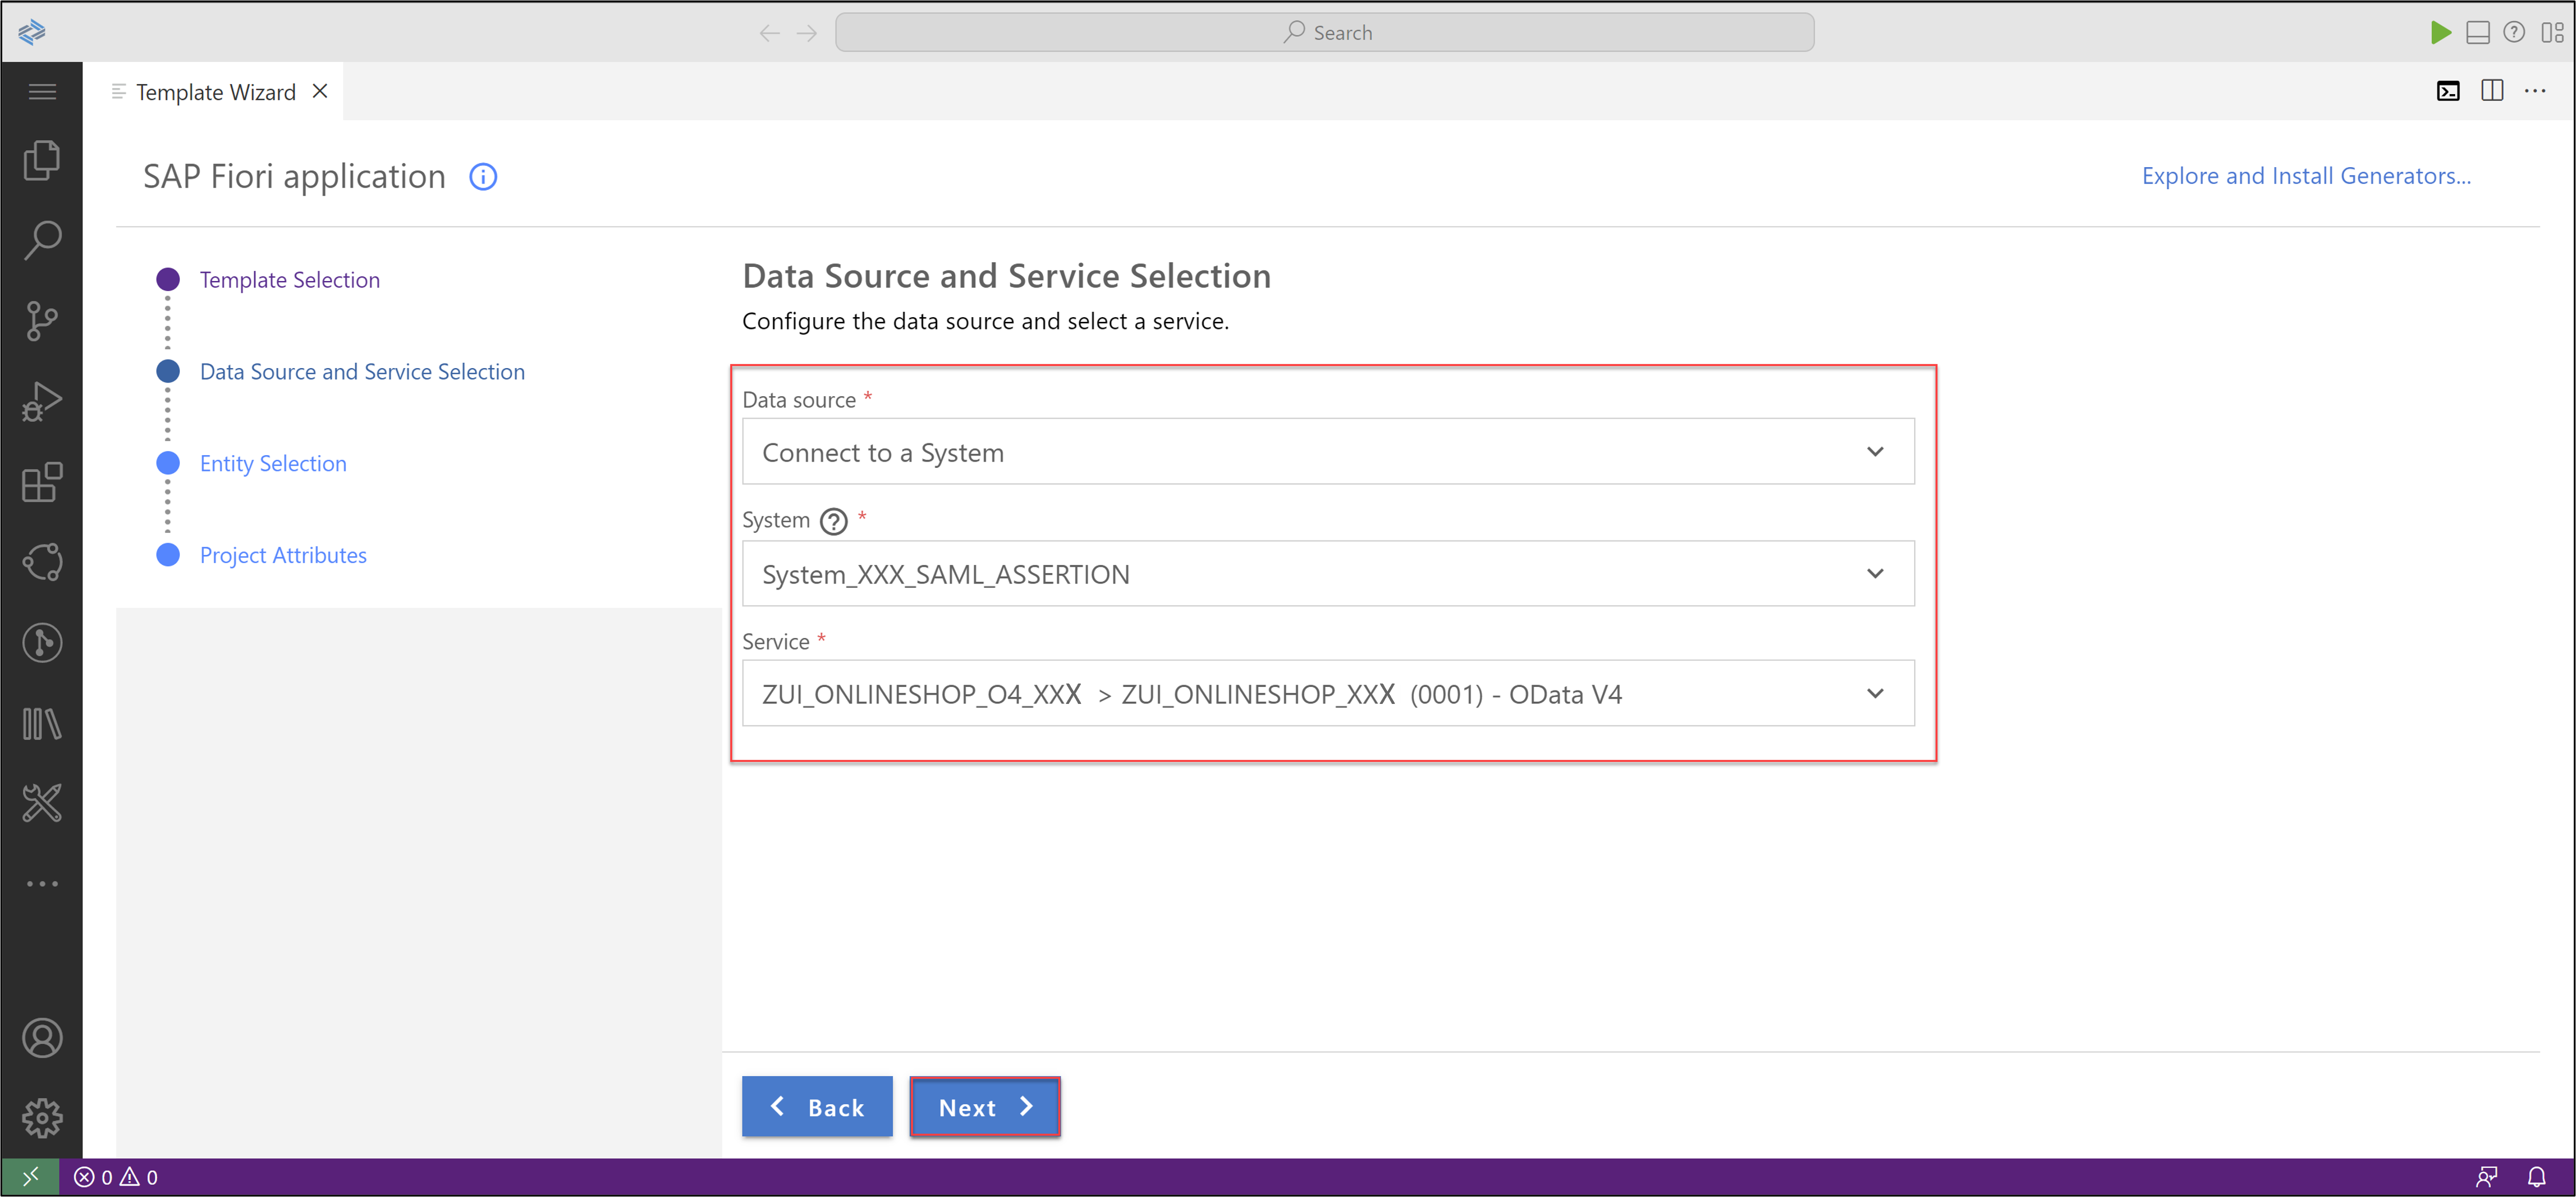 Search
Template Wizard
SAP Fiori application
Explore and Install Generators...
Template Selection
Data Source and Service Selection
Entity Selection
Project Attributes
Data Source and Service Selection
Configure the data source and select a service.
Data source *
Connect to a System
System ? *
System_XXX_SAML_ASSERTION
Service *
ZUI_ONLINESHOP_O4_XXX > ZUI_ONLINESHOP_XXX (0001) - OData V4
Back
Next
0 0